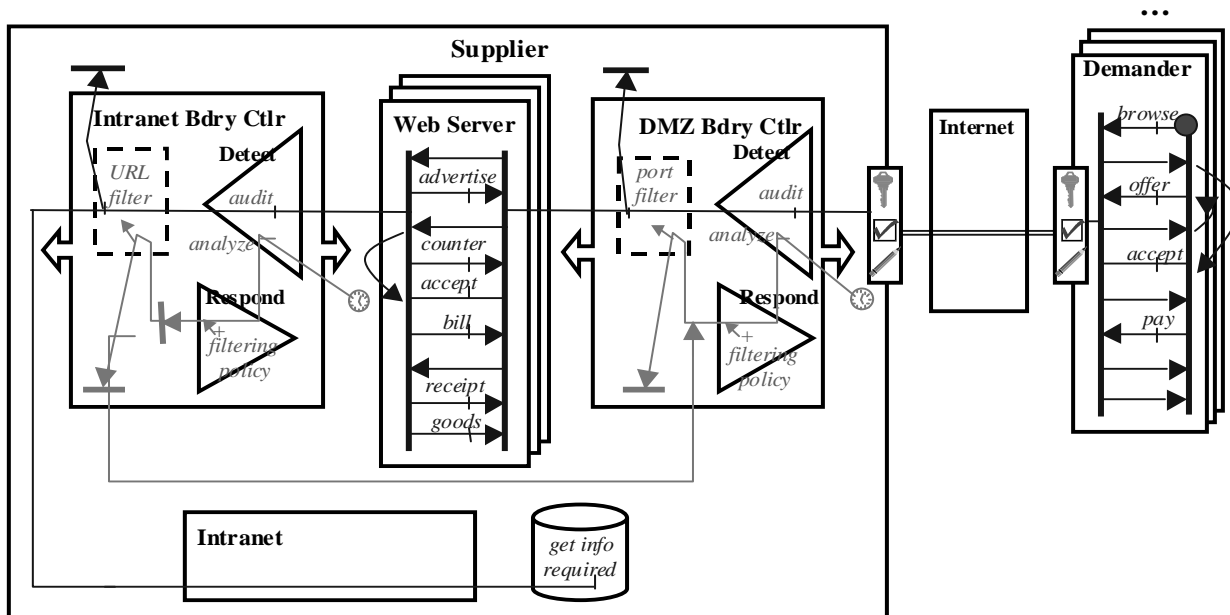 ...
Supplier
Demander
Intranet Bdry Ctlr
Web Server
DMZ Bdry Ctlr
Internet
Detect
URL
filter
audit
analyze
Respond
+
filtering
policy
advertise
counter
accept
bill
receipt
goods
Detect
port
filter
audit
analyze
Respond
+
filtering
policy
browse
offer
accept
pay
Intranet
get info
required